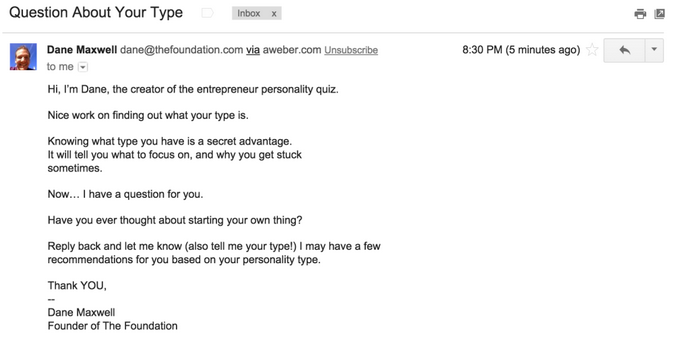 Question About Your Type Inbox x
Dane Maxwell dane@thefoundation.com via aweber.com Unsubscribe 8:30 PM (5 minutes ago)
to me
Hi, I'm Dane, the creator of the entrepreneur personality quiz.
Nice work on finding out what your type is.
Knowing what type you have is a secret advantage.
It will tell you what to focus on, and why you get stuck
sometimes.
Now… I have a question for you.
Have you ever thought about starting your own thing?
Reply back and let me know (also tell me your type!) I may have a few
recommendations for you based on your personality type.
Thank YOU,
--
Dane Maxwell
Founder of The Foundation